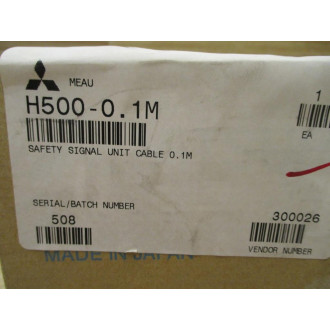 MEAU
H500-0.1M
1
EA
SAFETY SIGNAL UNIT CABLE 0.1M
SERIAL/BATCH NUMBER
508
300026
VENDOR NUMBER
MADE IN JAPAN